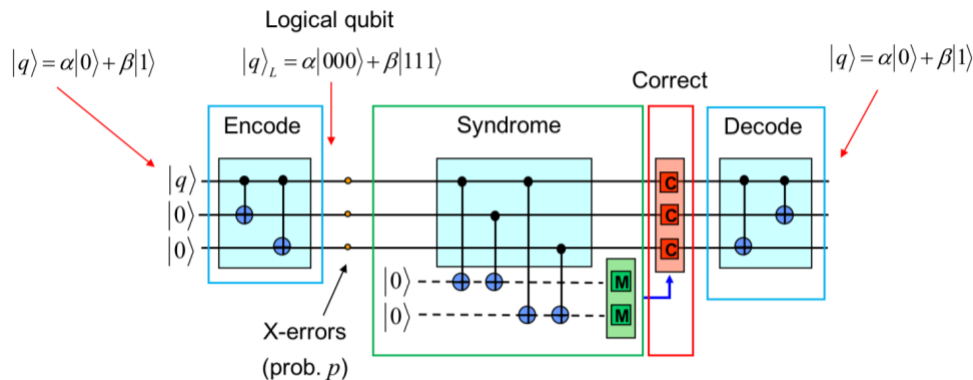 Logical qubit
|q⟩ = α|0⟩ + β|1⟩
|q⟩_L = α|000⟩ + β|111⟩
|q⟩ = α|0⟩ + β|1⟩
Correct
Encode
Syndrome
Decode
|q⟩
C
|0⟩
C
|0⟩
C
|0⟩
M
|0⟩
M
X-errors
(prob. p)